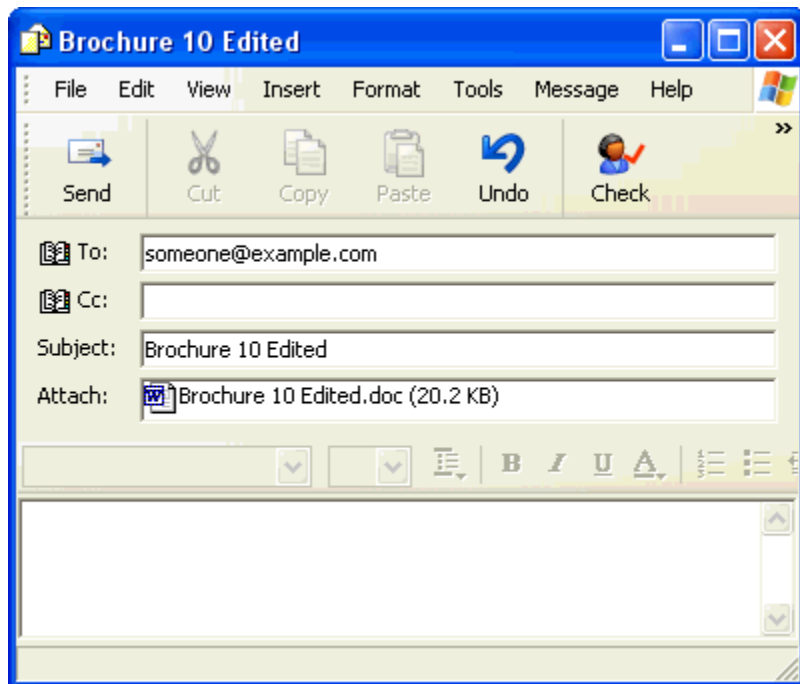 Brochure 10 Edited
File Edit View Insert Format Tools Message Help
Send Cut Copy Paste Undo Check
To: someone@example.com
Cc:
Subject: Brochure 10 Edited
Attach: Brochure 10 Edited.doc (20.2 KB)
B I U A